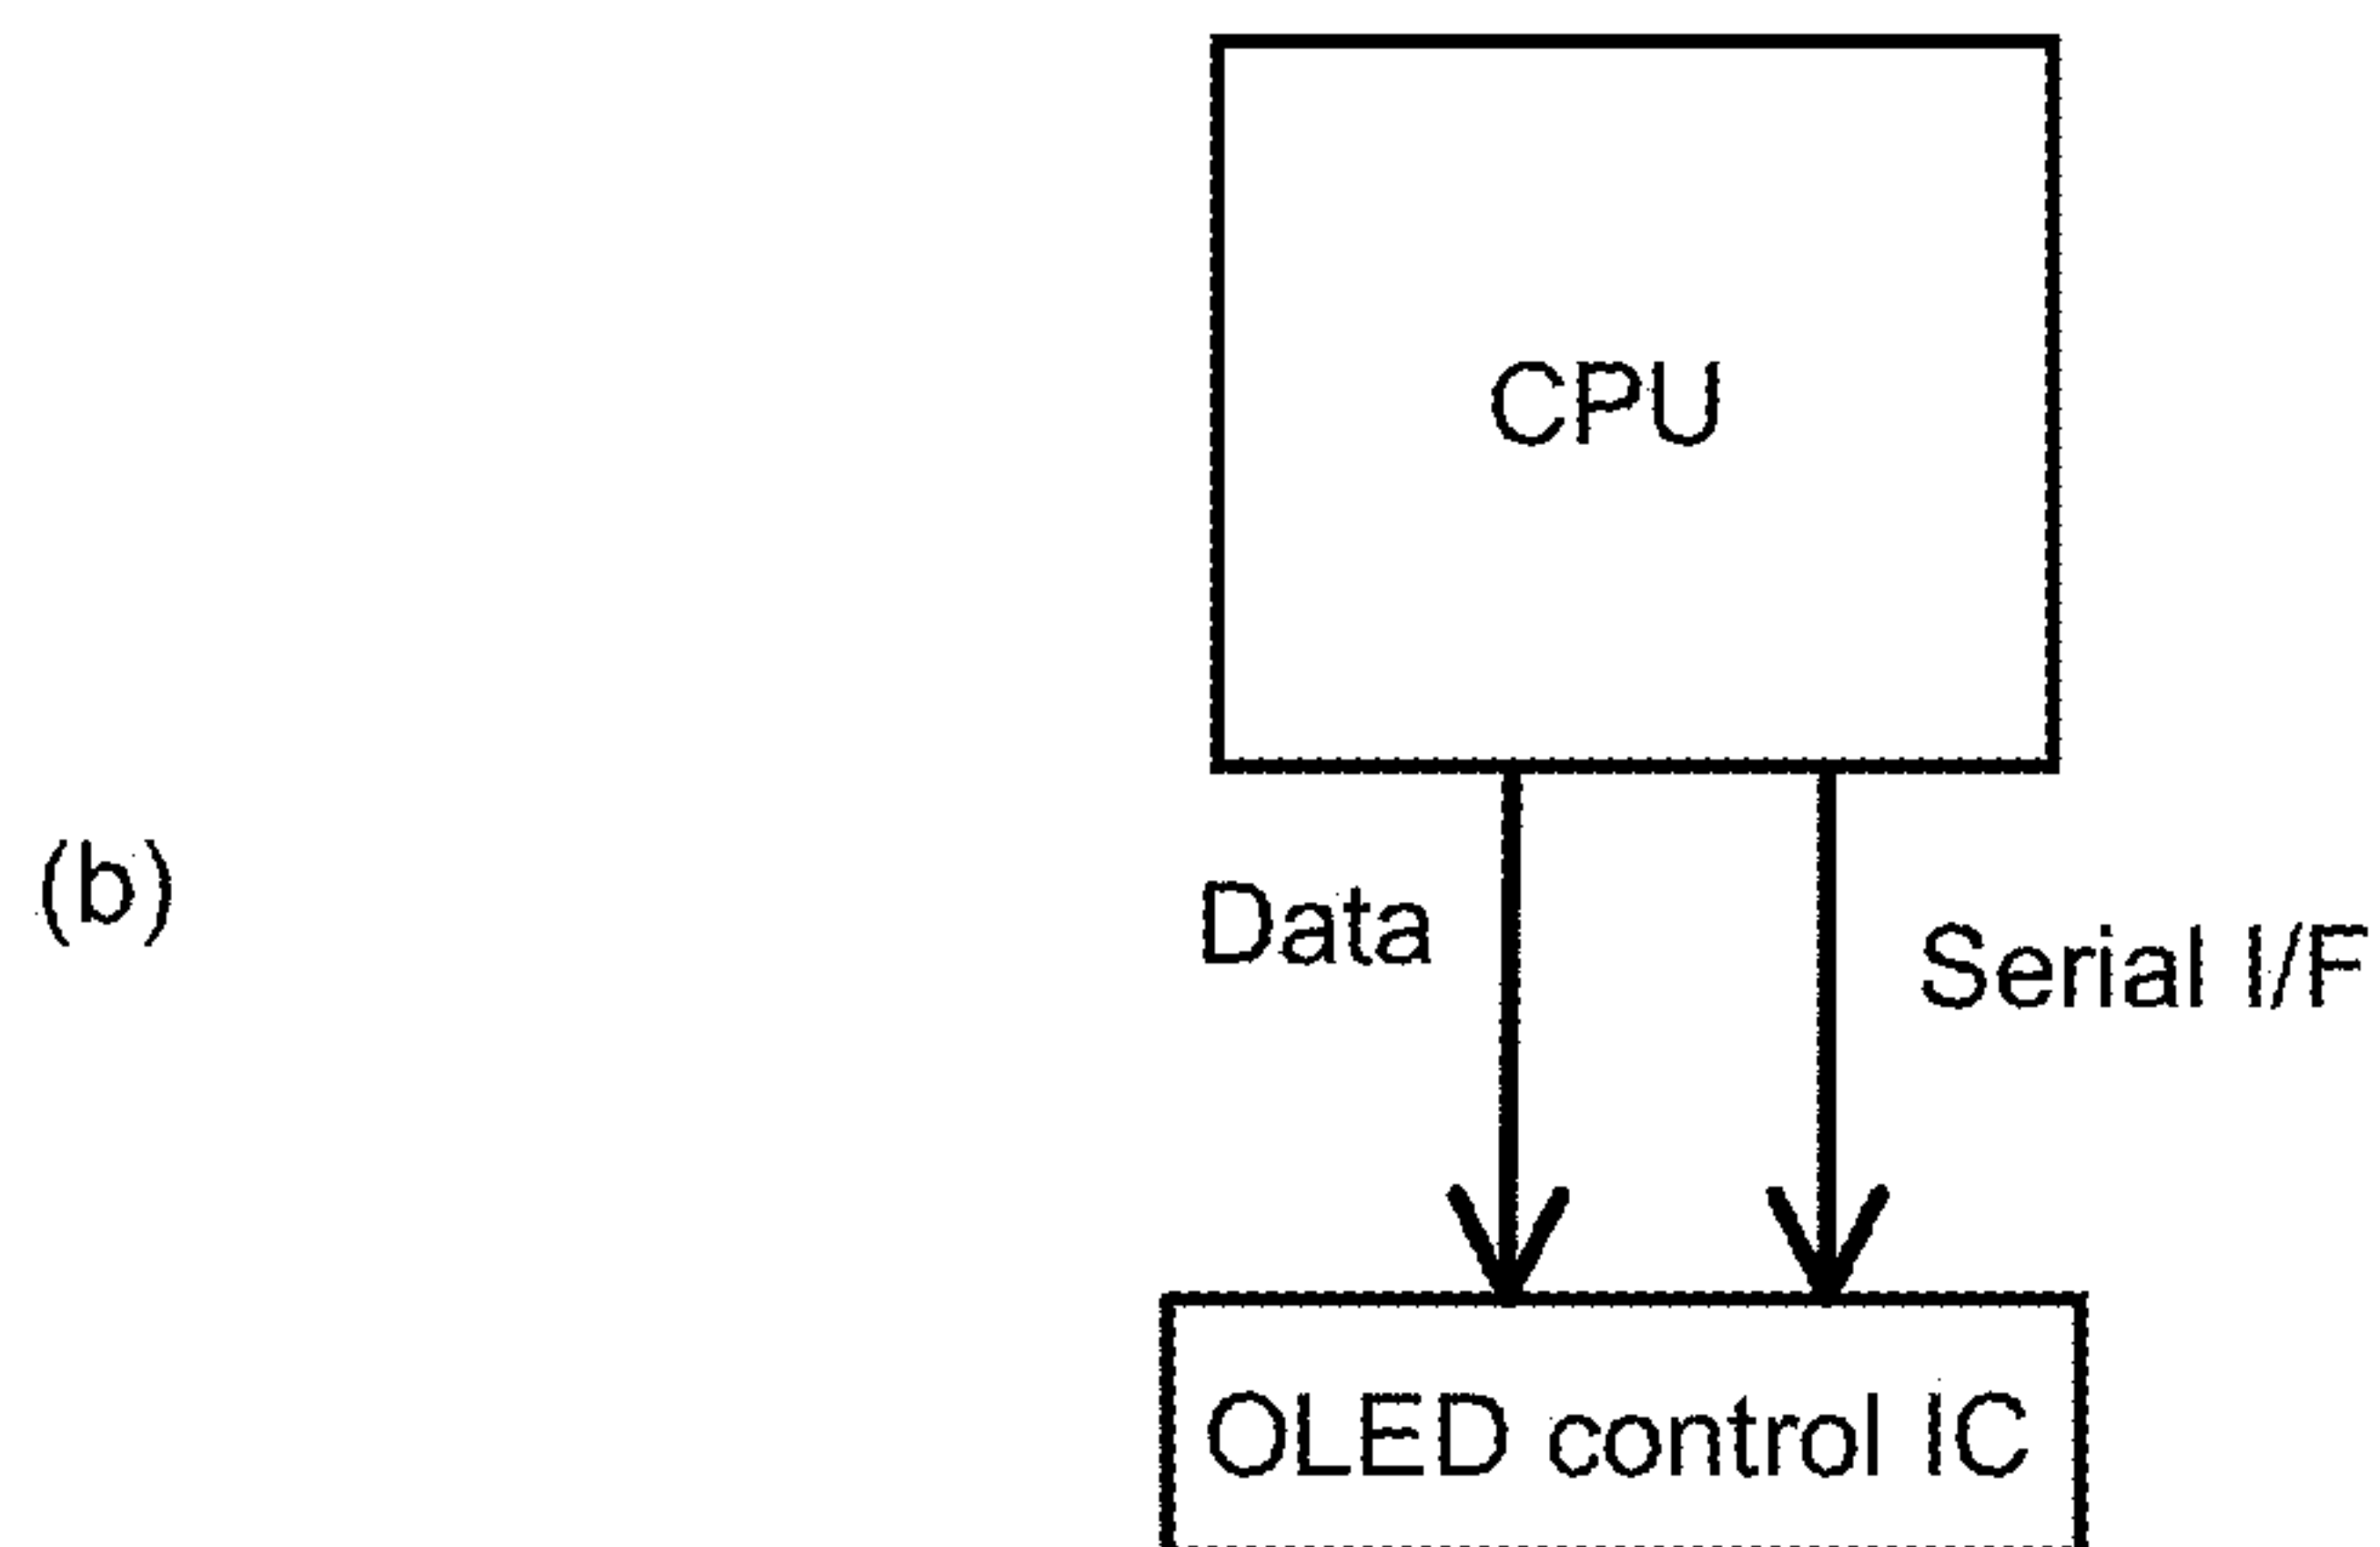 CPU
(b)
Data
Serial I/F
OLED control IC